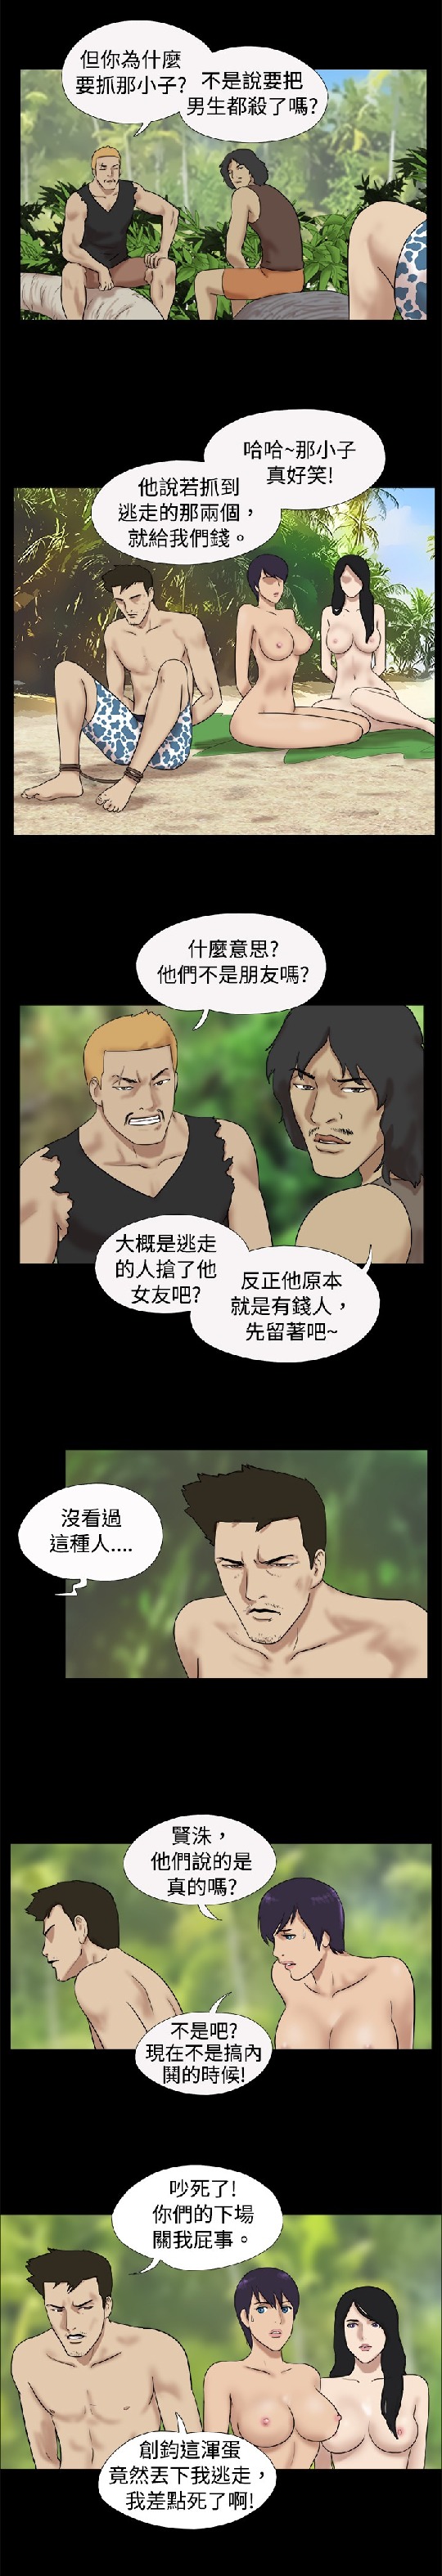 但你為什麼
要抓那小子?
不是說要把
男生都殺了嗎?
哈哈~那小子
真好笑!
他說若抓到
逃走的那兩個，
就給我們錢。
什麼意思?
他們不是朋友嗎?
大概是逃走
的人搶了他
女友吧?
反正他原本
就是有錢人，
先留著吧~
沒看過
這種人....
賢洙，
他們說的是
真的嗎?
不是吧?
現在不是搞內
鬨的時候!
吵死了!
你們的下場
關我屁事。
創鈞這渾蛋
竟然丟下我逃走，
我差點死了啊!